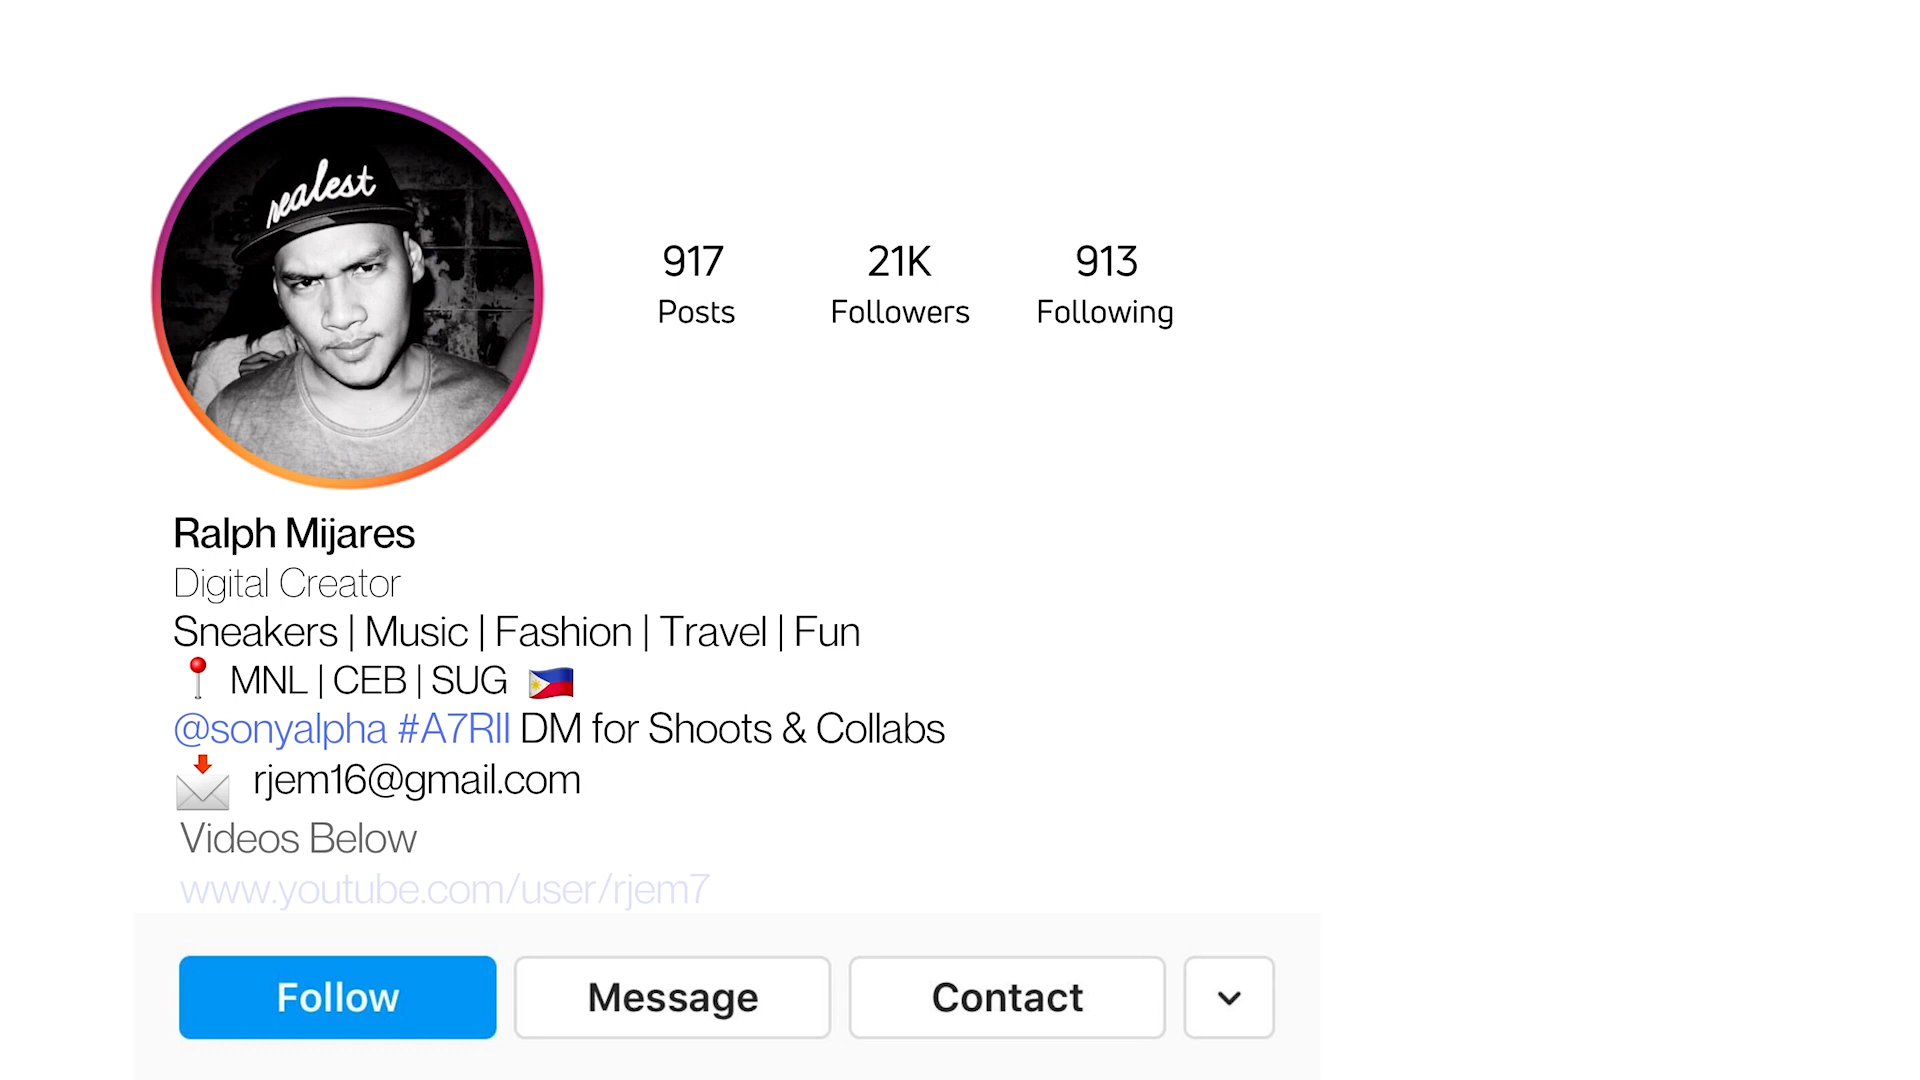 realest
917 21K 913
Posts Followers Following
Ralph Mijares
Digital Creator
Sneakers | Music | Fashion | Travel | Fun
📍 MNL | CEB | SUG 🇵🇭
@sonyalpha #A7RII DM for Shoots & Collabs
📩 rjem16@gmail.com
Videos Below
www.youtube.com/user/rjem7
Follow Message Contact